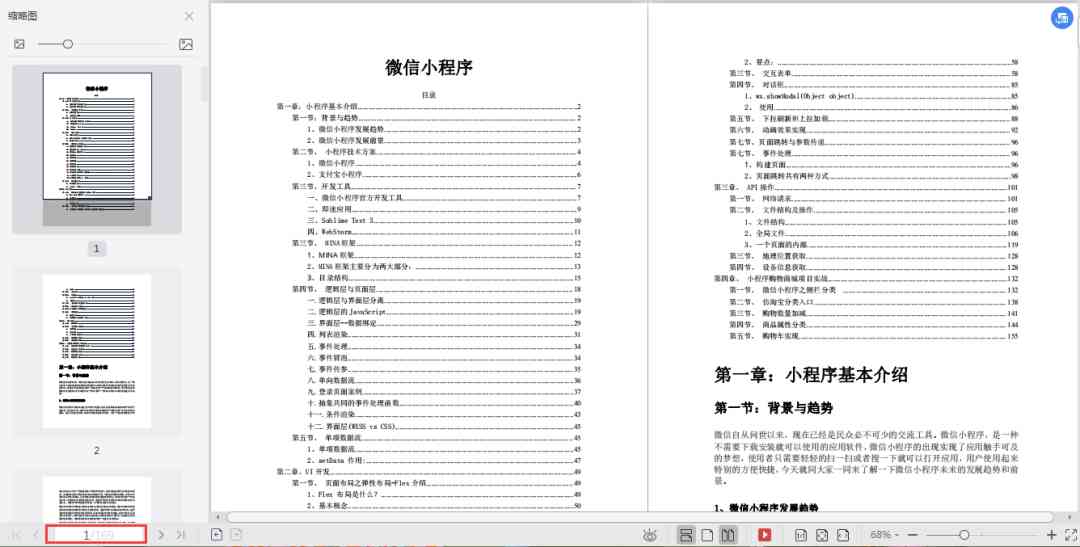 缩略图
1
2
微信小程序
目录
第一章：小程序基本介绍 2
第一节：背景与趋势 2
1、微信小程序发展趋势 2
2、微信小程序发展前景 3
第二节、 小程序技术方案 4
1、微信小程序 4
2、支付宝小程序 6
第三节、开发工具 7
一、微信小程序官方开发工具 7
二、即速应用 9
三、Sublime Text 3 10
四、WebStorm 11
第三节、 MINA框架 12
1、MINA框架 12
2、MINA框架主要分为两大部分： 13
3、目录结构 15
第四节、 逻辑层与页面层 18
一.逻辑层与界面层分离 19
二.逻辑层的JavaScript 19
三.界面层--数据绑定 29
四.列表渲染 31
五.事件处理 34
六.事件冒泡 34
七.事件传参 35
八.单向数据流 36
九.登录页面案例 37
十.抽集共同的事件处理函数 40
十一.条件渲染 43
十二.界面层(WXSS vs CSS) 45
第五节、 单项数据流 45
1、单项数据流 45
2、setData 作用: 47
第二章、UI开发 49
第一节、 页面布局之弹性布局-Flex介绍 49
1、Flex 布局是什么？ 49
2、基本概念 50
2、要点: 58
第三节、 交互表单 58
第四节、 对话框 85
1、wx.showModal(Object object) 85
2、 使用 86
第五节、 下拉刷新和上拉加载 88
第六节、 动画效果实现 92
第七节、页面跳转与参数传递 96
第七节、 事件处理 96
1、构建页面 96
2、页面跳转共有两种方式 98
第三章、 API操作 101
第一节、 网络请求 101
第二节、 文件结构及操作 105
1、文件结构 105
2、全局文件 106
3、一个页面的内部 119
第三节、 地理位置获取 128
第四节、 设备信息获取 128
第四章、 小程序购物商城项目实战 132
第一节、 微信小程序之侧栏分类 132
第二节、 仿淘宝分类入口 138
第三节、 购物数量加减 141
第四节、 商品属性分类 144
第五节、 购物车实现 155
第一章：小程序基本介绍
第一节：背景与趋势
微信自从问世以来，现在已经是民众必不可少的交流工具。微信小程序，是一种
不需要下载安装就可以使用的应用软件，微信小程序的出现实现了应用触手可及
的梦想，使用者只需要轻轻的扫一扫或者搜一下就可以打开应用，用户使用起来
特别的方便快捷，今天就同大家一同来了解一下微信小程序未来的发展趋势和前
景。
1、微信小程序发展趋势
1/169
68%